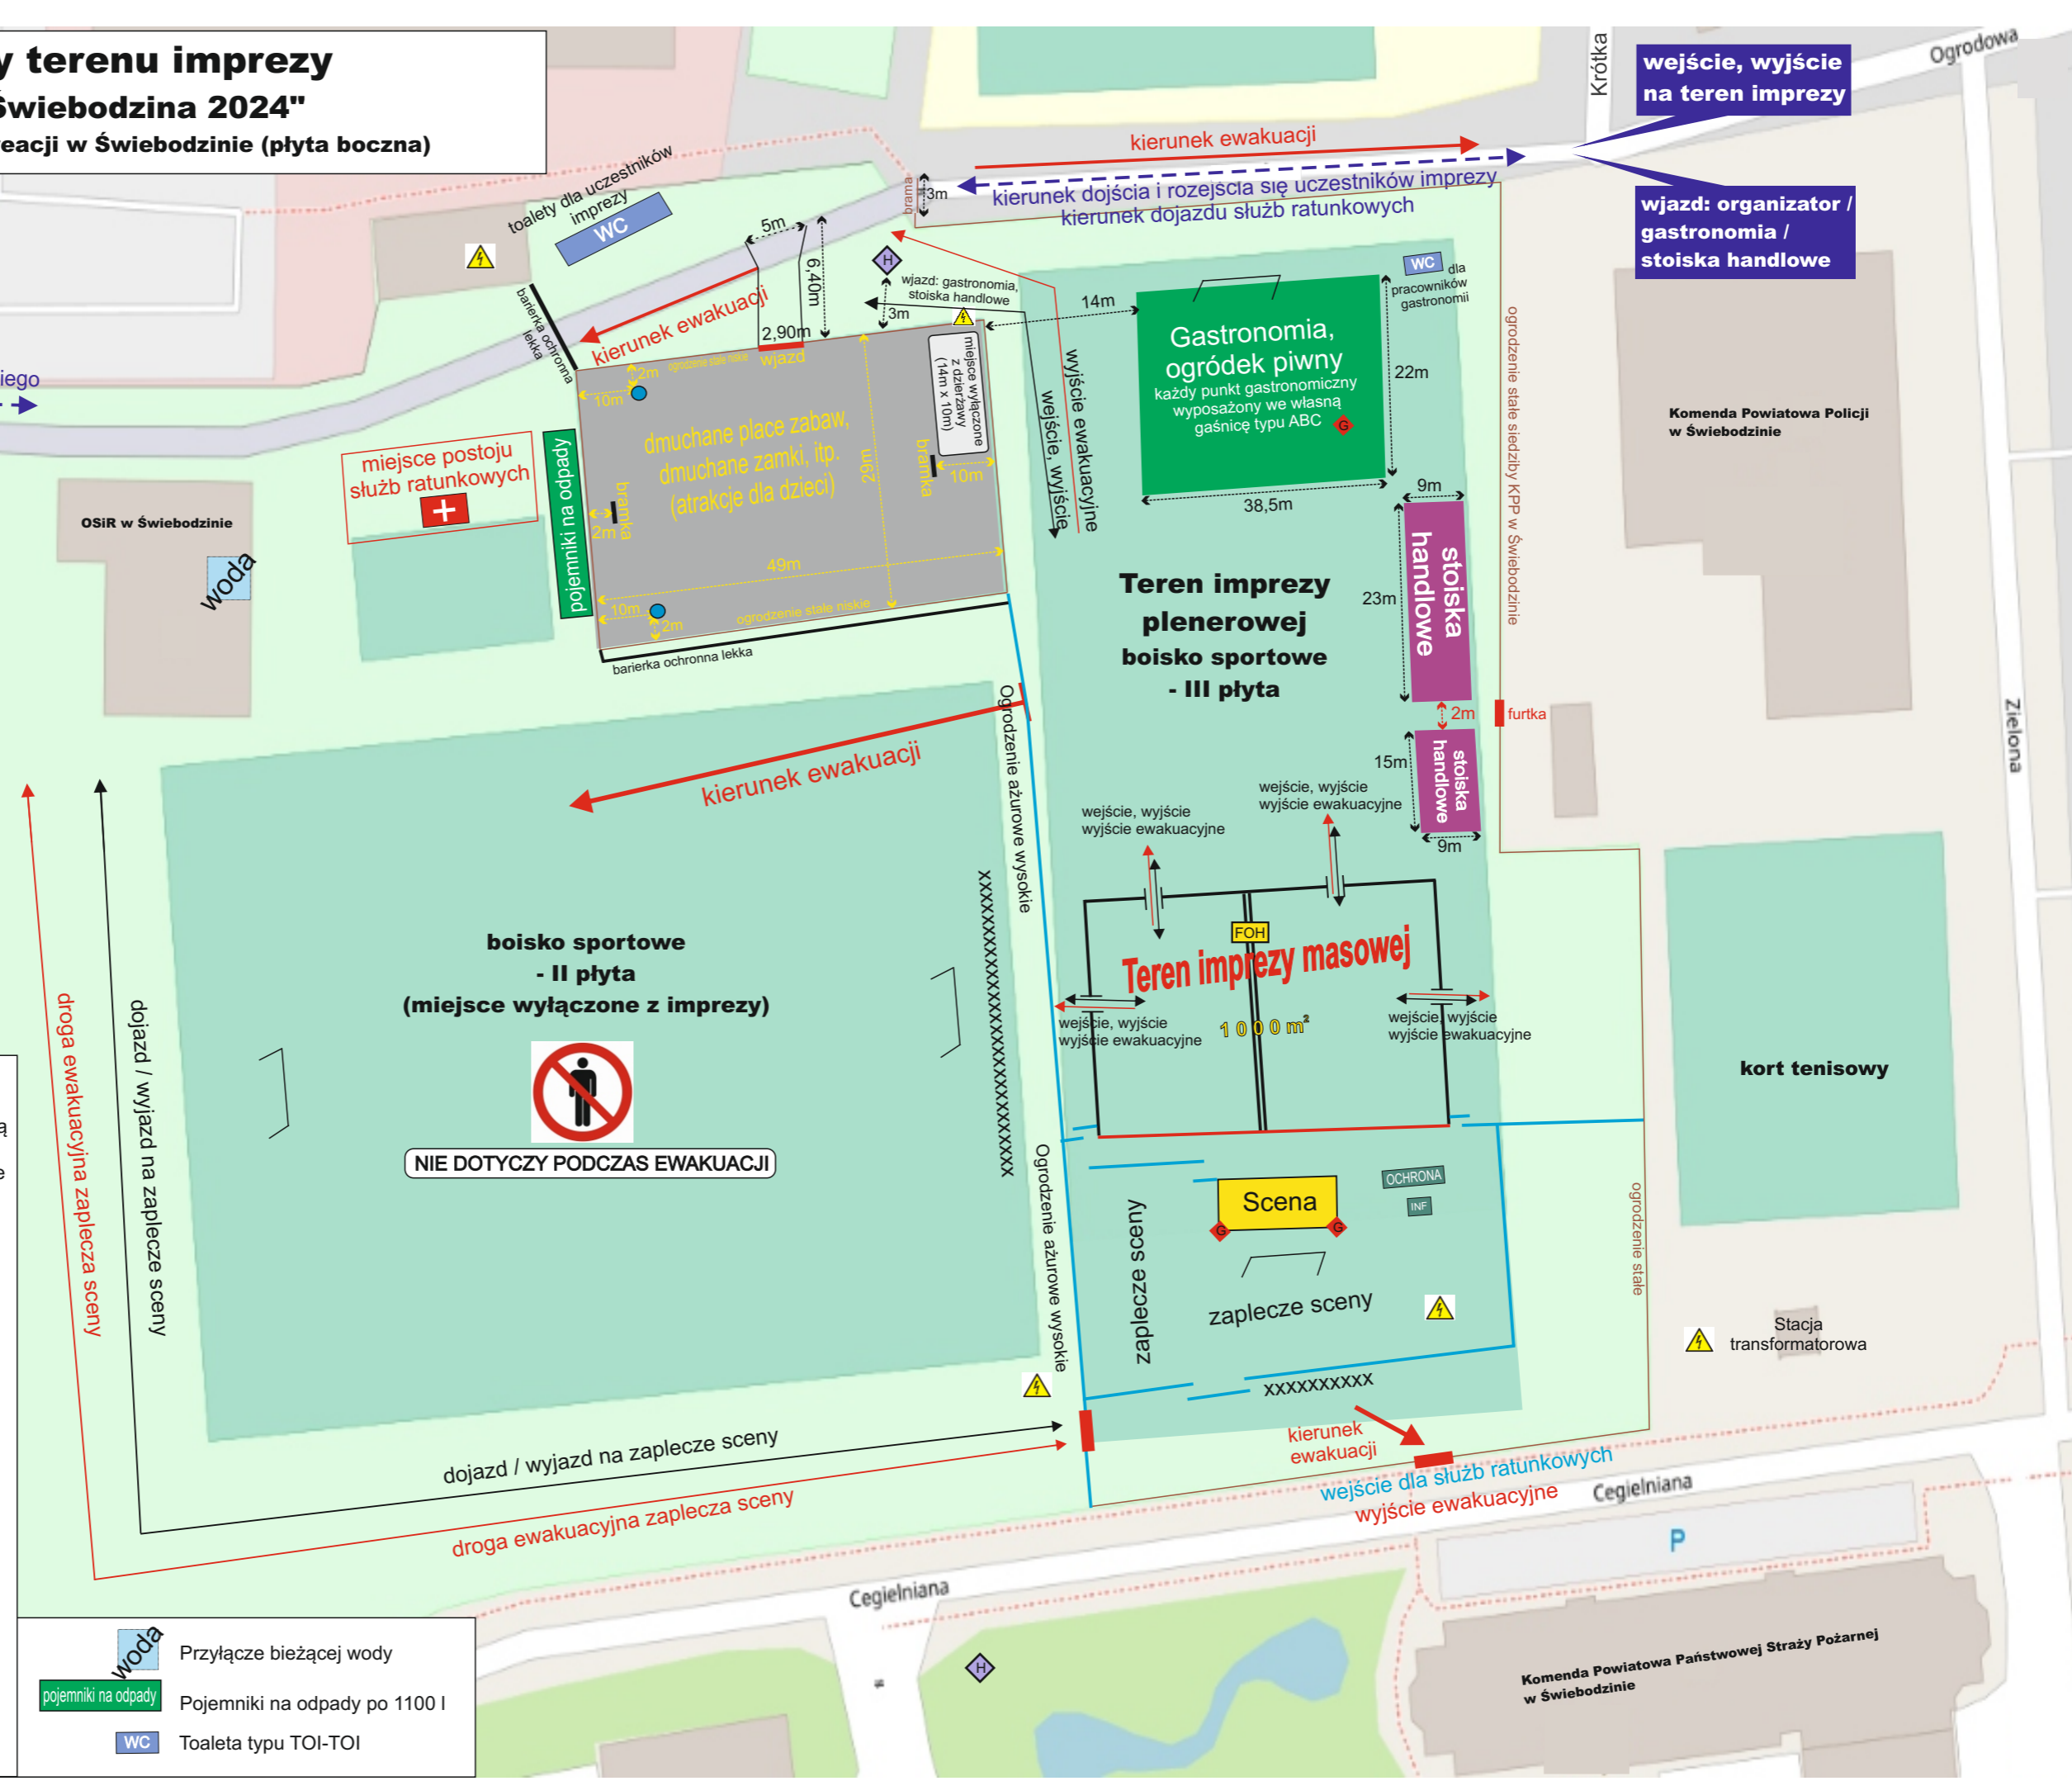 y terenu imprezy
Świebodzina 2024"
eacji w Świebodzinie (płyta boczna)
Krótka
Ogrodowa
wejście, wyjście
na teren imprezy
wjazd: organizator /
gastronomia /
stoiska handlowe
kierunek ewakuacji
kierunek dojścia i rozejścia się uczestników imprezy
kierunek dojazdu służb ratunkowych
brama
3m
toalety dla uczestników
imprezy
WC
5m
6,40m
H
3m
wjazd: gastronomia,
stoiska handlowe
14m
WC
dla
pracowników
gastronomii
barierka ochronna
lekka
kierunek ewakuacji
2,90m
wjazd
ogrodzenie stałe niskie
2m
10m
miejsce wyłączone
z dzierżawy
(14m x 10m)
dmuchane place zabaw,
dmuchane zamki, itp.
(atrakcje dla dzieci)
29m
bramka
10m
bramka
2m
49m
10m
2m
ogrodzenie stałe niskie
barierka ochronna lekka
pojemniki na odpady
miejsce postoju
służb ratunkowych
iego
OSiR w Świebodzinie
woda
wyjście ewakuacyjne
wejście, wyjście
Gastronomia,
ogródek piwny
każdy punkt gastronomiczny
wyposażony we własną
gaśnicę typu ABC
G
22m
38,5m
ogrodzenie stałe siedziby KPP w Świebodzinie
Komenda Powiatowa Policji
w Świebodzinie
9m
stoiska
handlowe
23m
2m
furtka
15m
stoiska
handlowe
9m
Zielona
Teren imprezy
plenerowej
boisko sportowe
- III płyta
Ogrodzenie ażurowe wysokie
kierunek ewakuacji
wejście, wyjście
wyjście ewakuacyjne
wejście, wyjście
wyjście ewakuacyjne
FOH
Teren imprezy masowej
1000m²
wejście, wyjście
wyjście ewakuacyjne
wejście, wyjście
wyjście ewakuacyjne
boisko sportowe
- II płyta
(miejsce wyłączone z imprezy)
NIE DOTYCZY PODCZAS EWAKUACJI
droga ewakuacyjna zaplecza sceny
dojazd / wyjazd na zaplecze sceny
ą
e
kort tenisowy
Ogrodzenie ażurowe wysokie
zaplecze sceny
Scena
G
G
OCHRONA
INF
zaplecze sceny
xxxxxxxxxx
ogrodzenie stałe
Stacja
transformatorowa
kierunek
ewakuacji
wejście dla służb ratunkowych
wyjście ewakuacyjne
Cegielniana
dojazd / wyjazd na zaplecze sceny
droga ewakuacyjna zaplecza sceny
Cegielniana
P
H
Komenda Powiatowa Państwowej Straży Pożarnej
w Świebodzinie
woda
Przyłącze bieżącej wody
pojemniki na odpady
Pojemniki na odpady po 1100 l
WC
Toaleta typu TOI-TOI